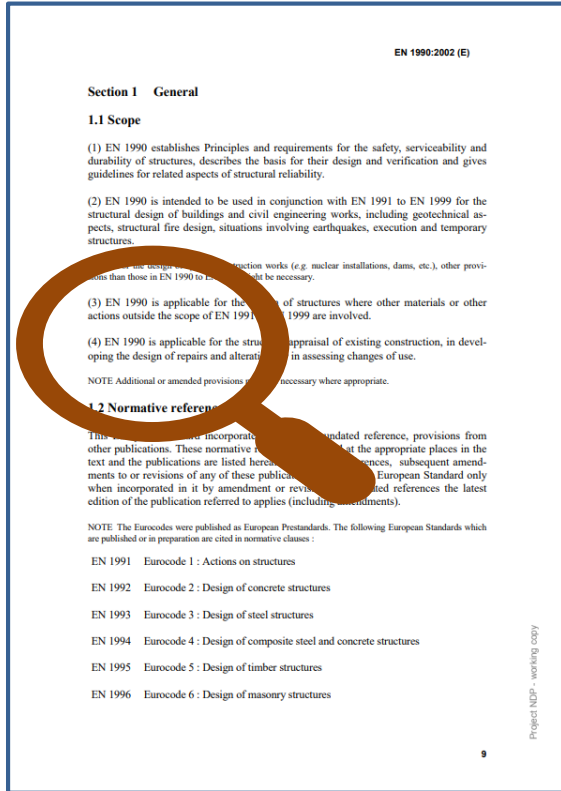 EN 1990:2002 (E)
Section 1 General
1.1 Scope
(1) EN 1990 establishes Principles and requirements for the safety, serviceability and
durability of structures, describes the basis for their design and verification and gives
guidelines for related aspects of structural reliability.
(2) EN 1990 is intended to be used in conjunction with EN 1991 to EN 1999 for the
structural design of buildings and civil engineering works, including geotechnical as-
pects, structural fire design, situations involving earthquakes, execution and temporary
structures.
the design works (e.g. nuclear installations, dams, etc.), other provi-
than those in EN 1990 to be necessary.
(3) EN 1990 is applicable for the of structures where other materials or other
actions outside the scope of EN 1991 1999 are involved.
(4) EN 1990 is applicable for the appraisal of existing construction, in devel-
oping the design of repairs and in assessing changes of use.
NOTE Additional or amended provisions necessary where appropriate.
1.2 Normative
This incorporate reference, provisions from
other publications. These normative at the appropriate places in the
text and the publications are listed subsequent amend-
ments to or revisions of any of these European Standard only
when incorporated in it by amendment or references the latest
edition of the publication referred to applies (including
NOTE The Eurocodes were published as European Prestandards. The following European Standards which
are published or in preparation are cited in normative clauses :
EN 1991 Eurocode 1 : Actions on structures
EN 1992 Eurocode 2 : Design of concrete structures
EN 1993 Eurocode 3 : Design of steel structures
EN 1994 Eurocode 4 : Design of composite steel and concrete structures
EN 1995 Eurocode 5 : Design of timber structures
EN 1996 Eurocode 6 : Design of masonry structures
Project NDP - working copy
9